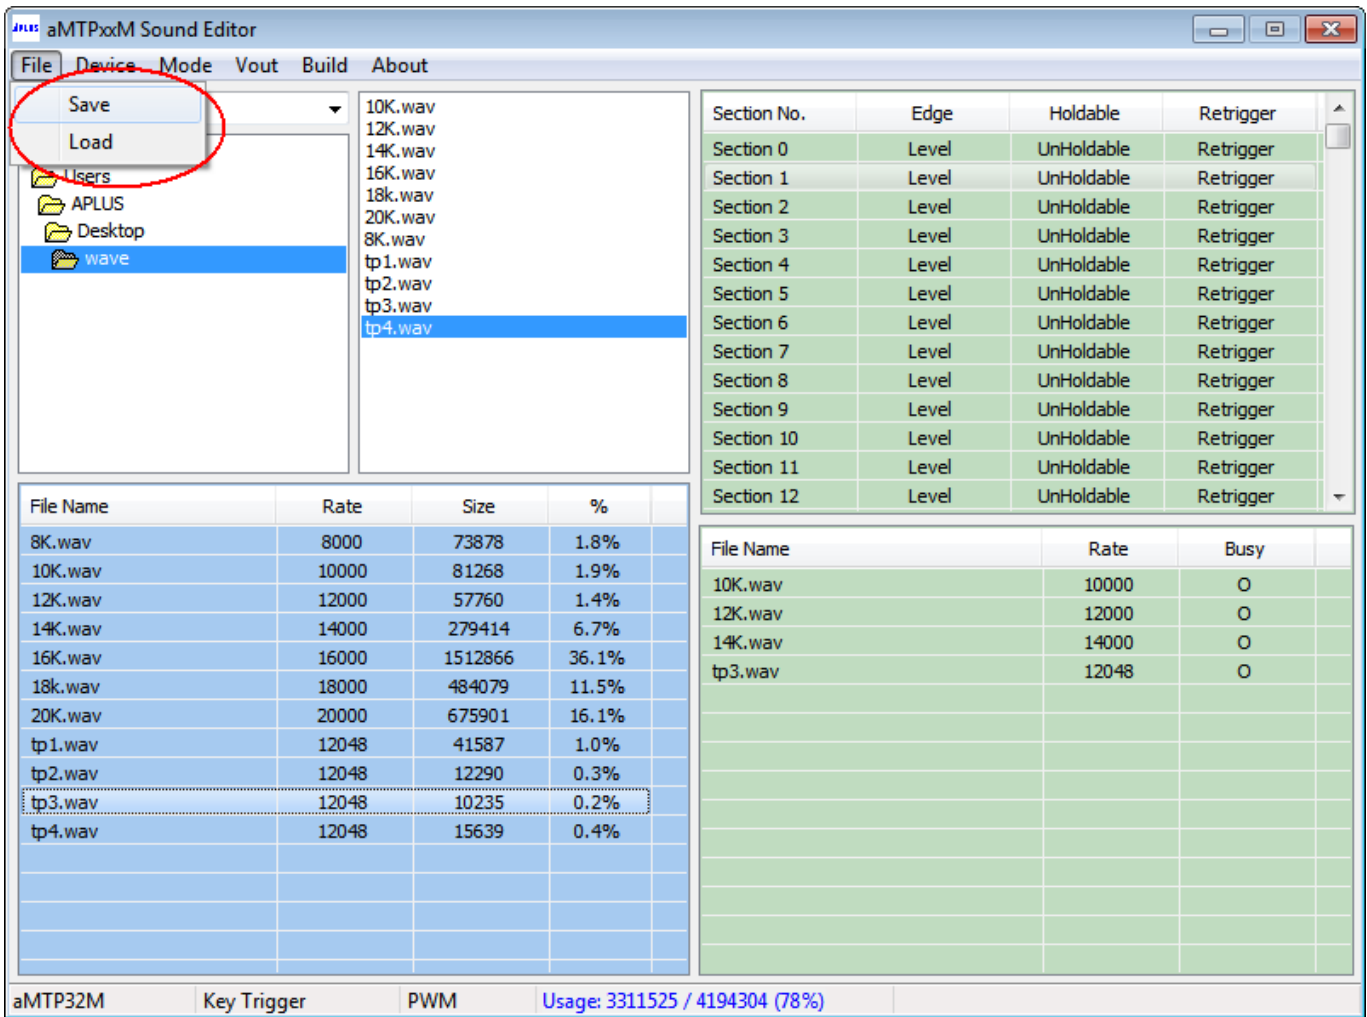 APLUS aMTPxxM Sound Editor
File Device Mode Vout Build About
Save
Load
Users
APLUS
Desktop
wave
10K.wav
12K.wav
14K.wav
16K.wav
18k.wav
20K.wav
8K.wav
tp1.wav
tp2.wav
tp3.wav
tp4.wav
Section No. Edge Holdable Retrigger
Section 0 Level UnHoldable Retrigger
Section 1 Level UnHoldable Retrigger
Section 2 Level UnHoldable Retrigger
Section 3 Level UnHoldable Retrigger
Section 4 Level UnHoldable Retrigger
Section 5 Level UnHoldable Retrigger
Section 6 Level UnHoldable Retrigger
Section 7 Level UnHoldable Retrigger
Section 8 Level UnHoldable Retrigger
Section 9 Level UnHoldable Retrigger
Section 10 Level UnHoldable Retrigger
Section 11 Level UnHoldable Retrigger
Section 12 Level UnHoldable Retrigger
File Name Rate Size %
8K.wav 8000 73878 1.8%
10K.wav 10000 81268 1.9%
12K.wav 12000 57760 1.4%
14K.wav 14000 279414 6.7%
16K.wav 16000 1512866 36.1%
18k.wav 18000 484079 11.5%
20K.wav 20000 675901 16.1%
tp1.wav 12048 41587 1.0%
tp2.wav 12048 12290 0.3%
tp3.wav 12048 10235 0.2%
tp4.wav 12048 15639 0.4%
File Name Rate Busy
10K.wav 10000 O
12K.wav 12000 O
14K.wav 14000 O
tp3.wav 12048 O
aMTP32M Key Trigger PWM Usage: 3311525 / 4194304 (78%)